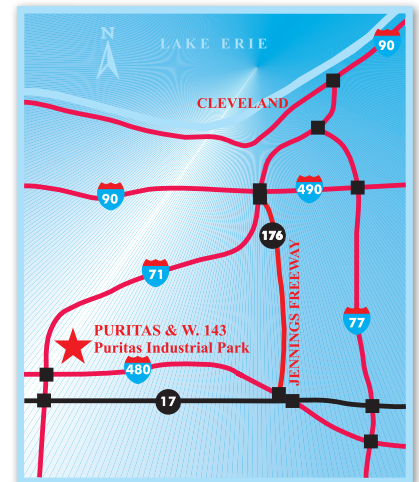 N
LAKE ERIE
90
CLEVELAND
90
490
176
71
JENNINGS FREEWAY
77
PURITAS & W. 143
Puritas Industrial Park
480
17